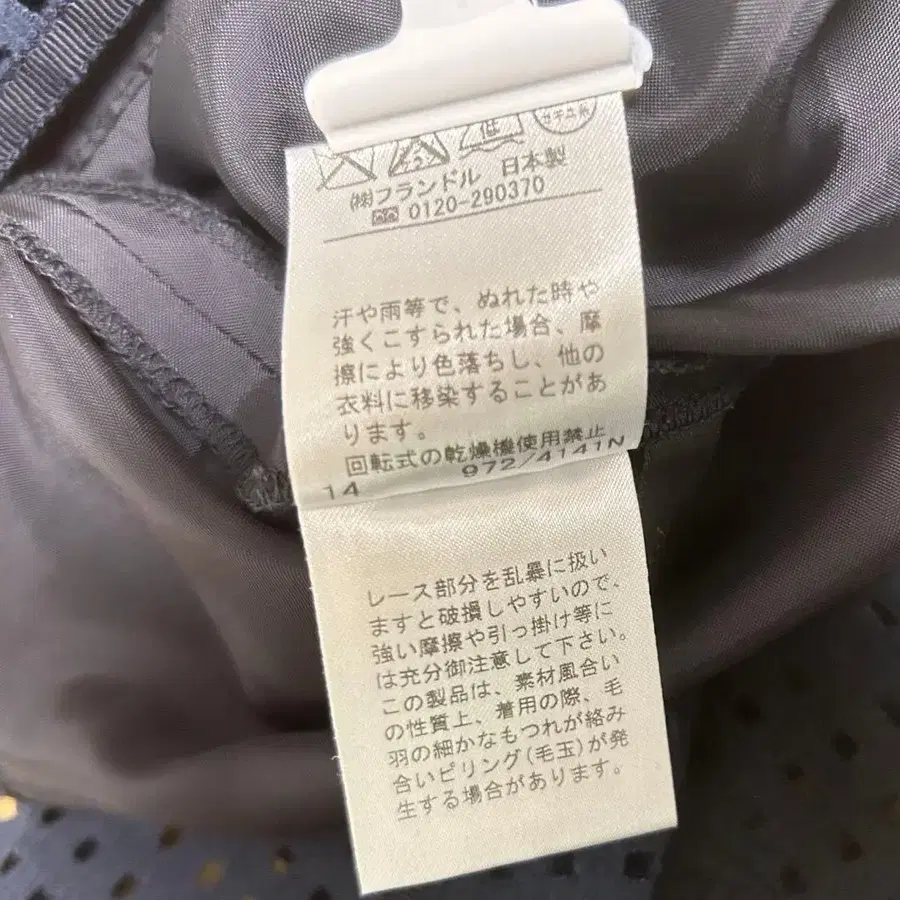 セキユ系
は
(株)フランドル 日本製
0120-290370
汗や雨等で、ぬれた時や
強くこすられた場合、摩
擦により色落ちし、他の
衣料に移染することがあ
ります。
回転式の乾燥機使用禁止
14 972/4141N
レース部分を乱暴に扱い
ますと破損しやすいので、
強い摩擦や引っ掛け等に
は充分御注意して下さい。
この製品は、素材風合い
の性質上、着用の際、毛
羽の細かなもつれが絡み
合いピリング(毛玉)が発
生する場合があります。